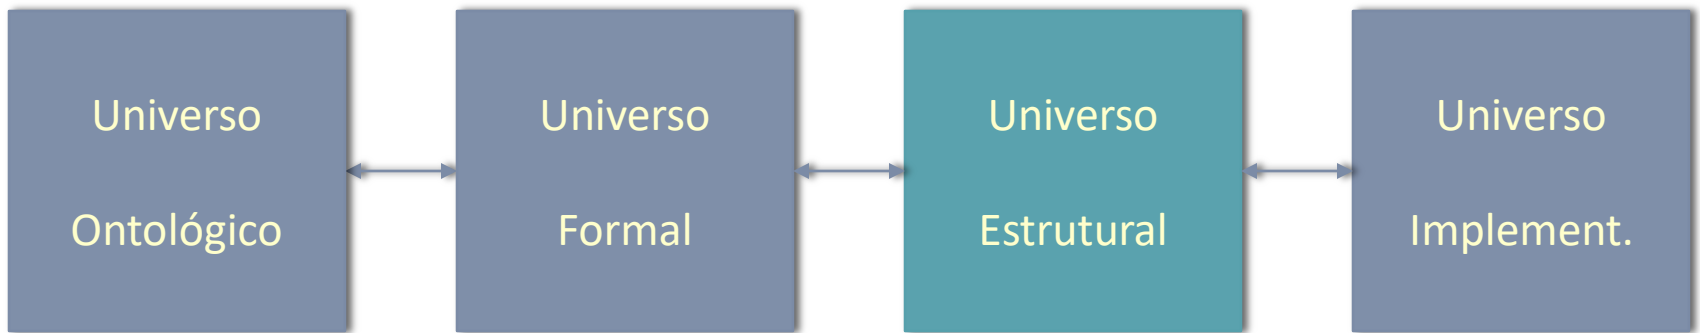 Universo
Ontológico
Universo
Formal
Universo
Estrutural
Universo
Implement.